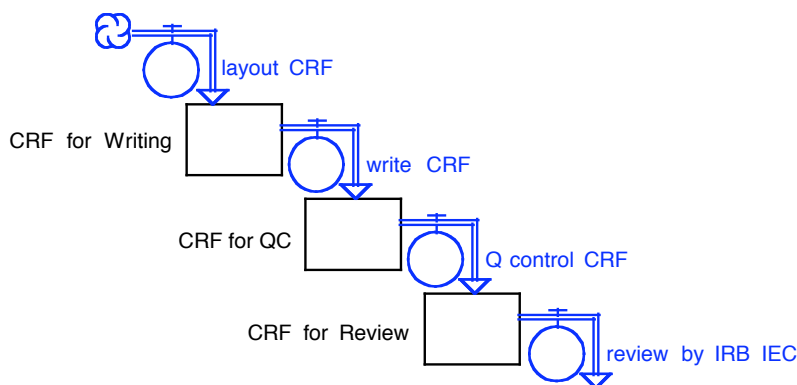 layout CRF
CRF for Writing
write CRF
CRF for QC
Q control CRF
CRF for Review
review by IRB IEC